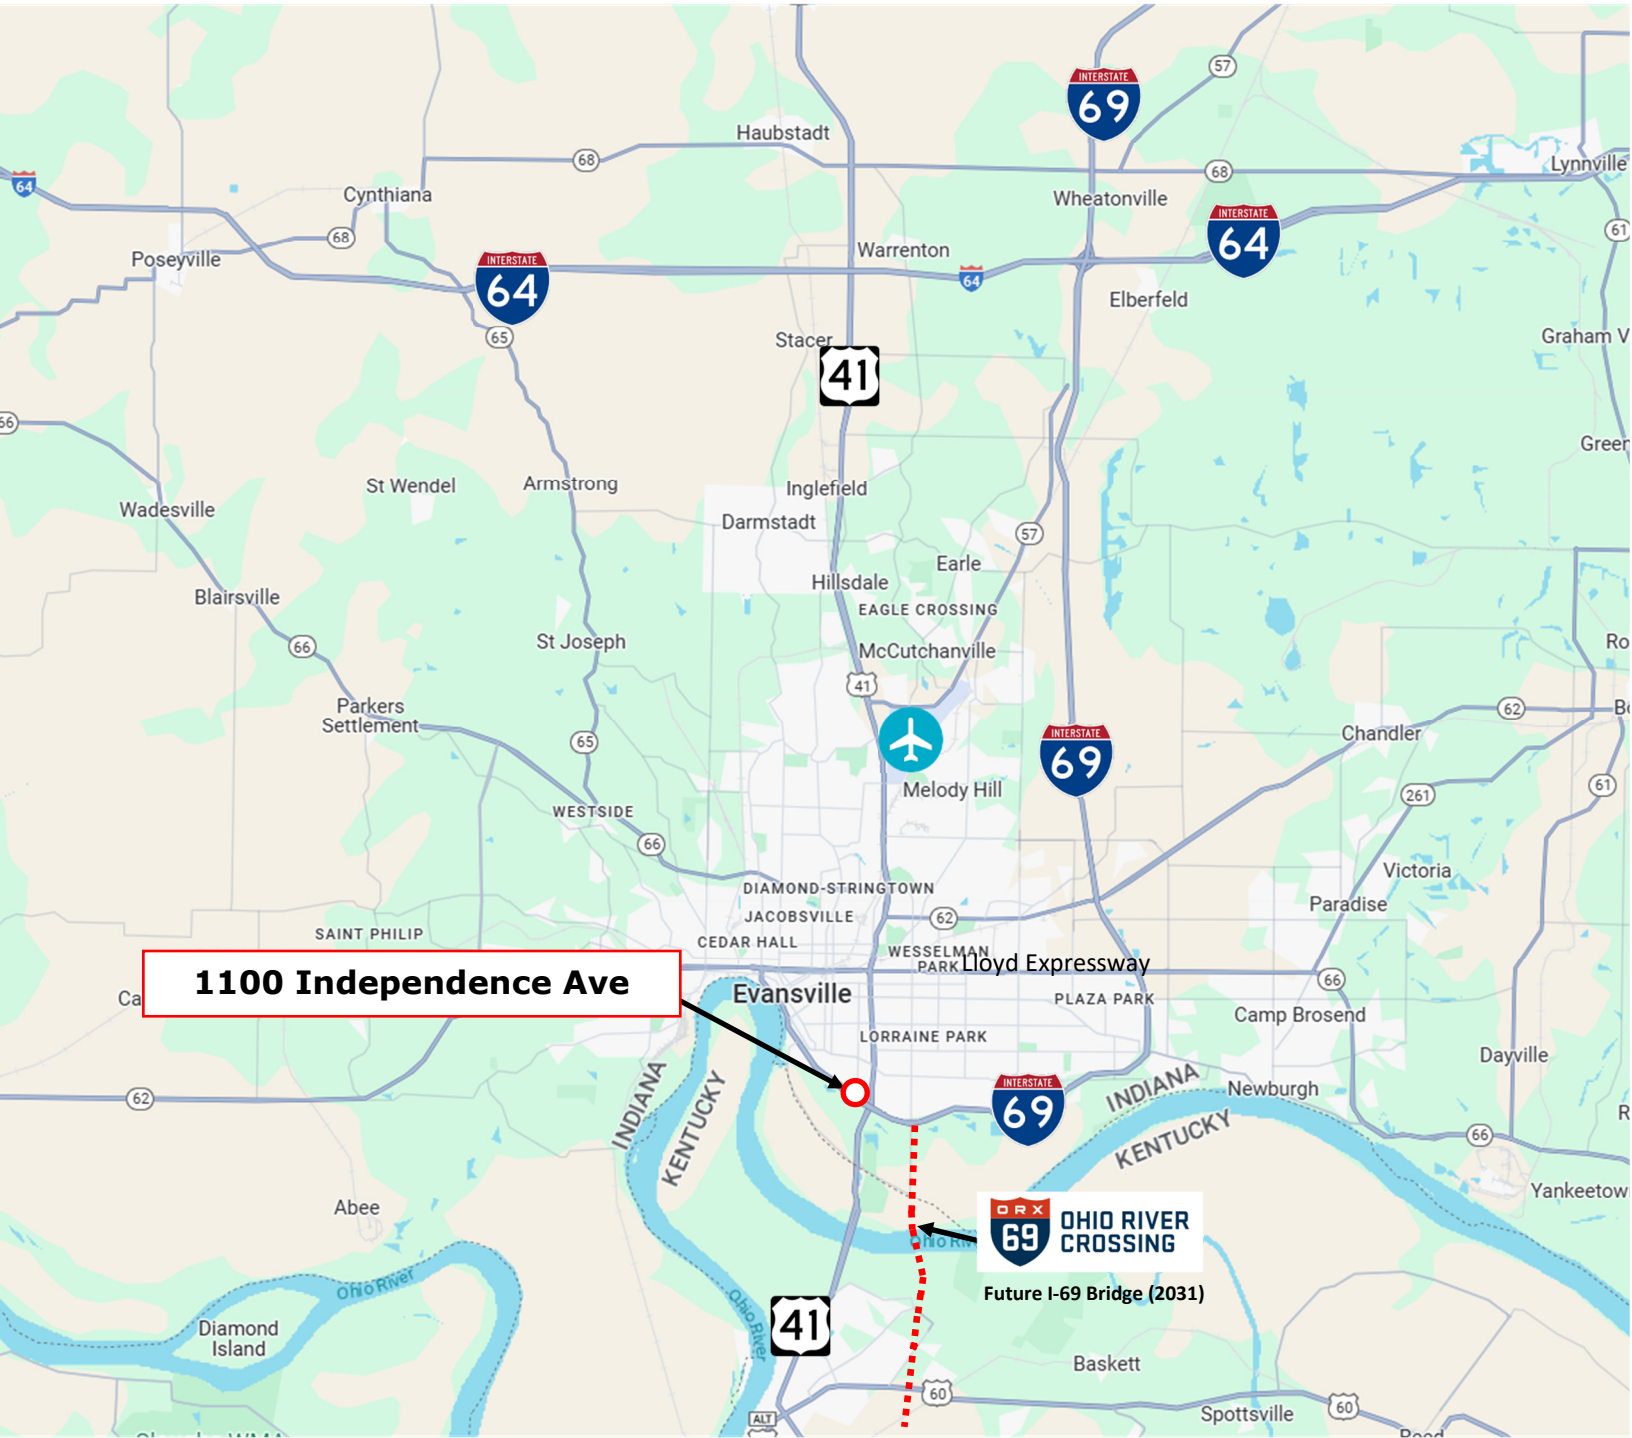 57
INTERSTATE
69
Haubstadt
68
68
Lynnville
64
Cynthiana
Wheatonville
INTERSTATE
64
61
68
Poseyville
Warrenton
INTERSTATE
64
64
Elberfeld
65
Stacer
Graham V
41
66
Green
St Wendel
Armstrong
Inglefield
Wadesville
Darmstadt
57
Earle
Hillsdale
Blairsville
EAGLE CROSSING
66
St Joseph
McCutchanville
Ro
41
Parkers
Settlement
62
65
Chandler
INTERSTATE
69
Melody Hill
261
61
WESTSIDE
66
Victoria
DIAMOND-STRINGTOWN
Paradise
JACOBSVILLE
62
SAINT PHILIP
CEDAR HALL
WESSELMAN
PARK
Lloyd Expressway
1100 Independence Ave
66
Evansville
PLAZA PARK
Ca
Camp Brosend
LORRAINE PARK
Dayville
62
INDIANA
KENTUCKY
INTERSTATE
69
INDIANA
KENTUCKY
Newburgh
R
66
Abee
Yankeetow
ORX
69
OHIO RIVER
CROSSING
Ohio Riv
Future I-69 Bridge (2031)
Ohio River
Ohio River
Diamond
Island
41
Baskett
60
60
ALT
Spottsville